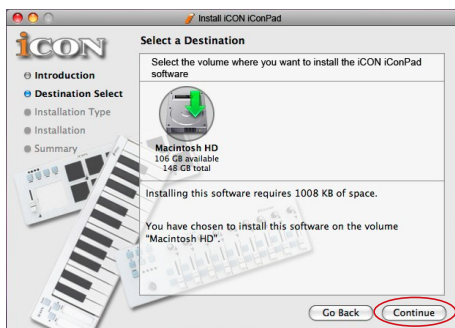 Install iCON iConPad
iCON
Select a Destination
Introduction
Destination Select
Installation Type
Installation
Summary
Select the volume where you want to install the iCON iConPad
software
Macintosh HD
106 GB available
148 GB total
Installing this software requires 1008 KB of space.
You have chosen to install this software on the volume
"Macintosh HD".
Go Back
Continue